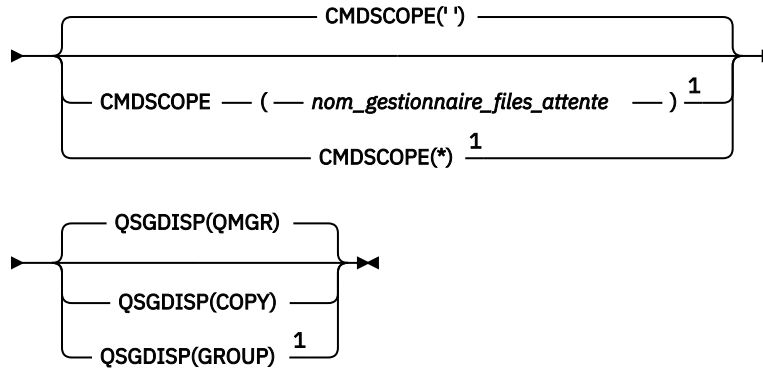 CMDSCOPE(' ')
CMDSCOPE ( nom_gestionnaire_files_attente ) 1
CMDSCOPE(*) 1
QSGDISP(QMGR)
QSGDISP(COPY)
QSGDISP(GROUP) 1